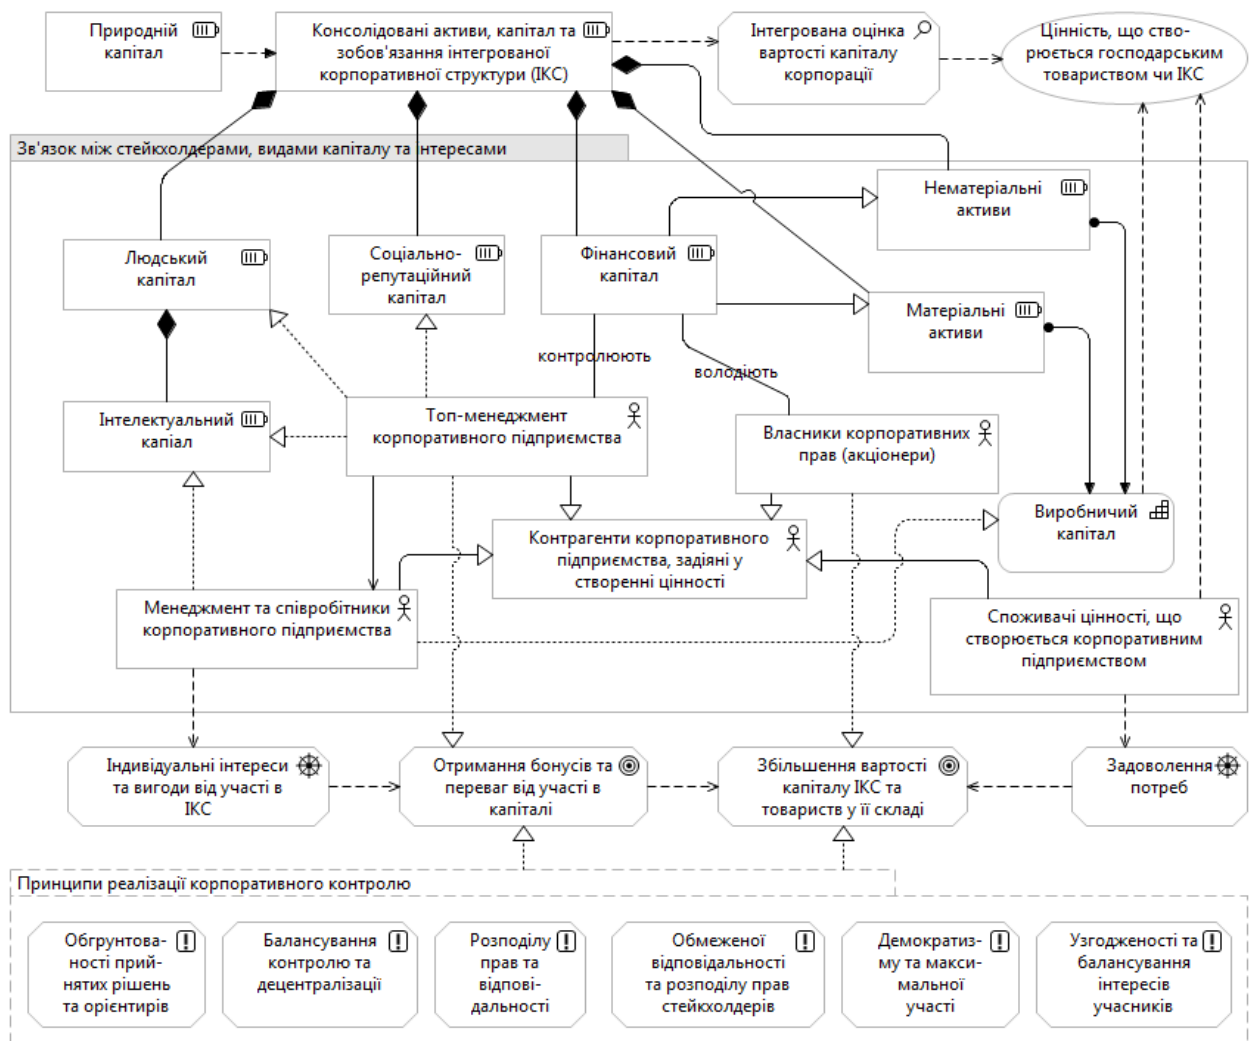 Природній
капітал
Консолідовані активи, капітал та
зобов'язання інтегрованої
корпоративної структури (ІКС)
Інтегрована оцінка
вартості капіталу
корпорації
Цінність, що ство-
рюється господарським
товариством чи ІКС
Зв'язок між стейкхолдерами, видами капіталу та інтересами
Нематеріальні
активи
Людський
капітал
Соціально-
репутаційний
капітал
Фінансовий
капітал
Матеріальні
активи
контролюють
володіють
Інтелектуальний
капіал
Топ-менеджмент
корпоративного підприємства
Власники корпоративних
прав (акціонери)
Виробничий
капітал
Контрагенти корпоративного
підприємства, задіяні у
створенні цінності
Менеджмент та співробітники
корпоративного підприємства
Споживачі цінності, що
створюється корпоративним
підприємством
Індивідуальні інтереси
та вигоди від участі в
ІКС
Отримання бонусів та
переваг від участі в
капіталі
Збільшення вартості
капіталу ІКС та
товариств у її складі
Задоволення
потреб
Принципи реалізації корпоративного контролю
Обгрунтова-
ності прий-
нятих рішень
та орієнтирів
Балансування
контролю та
децентралізації
Розподілу
прав та
відпові-
дальності
Обмеженої
відповідальності
та розподілу прав
стейкхолдерів
Демократиз-
му та макси-
мальної
участі
Узгодженості та
балансування
інтересів
учасників